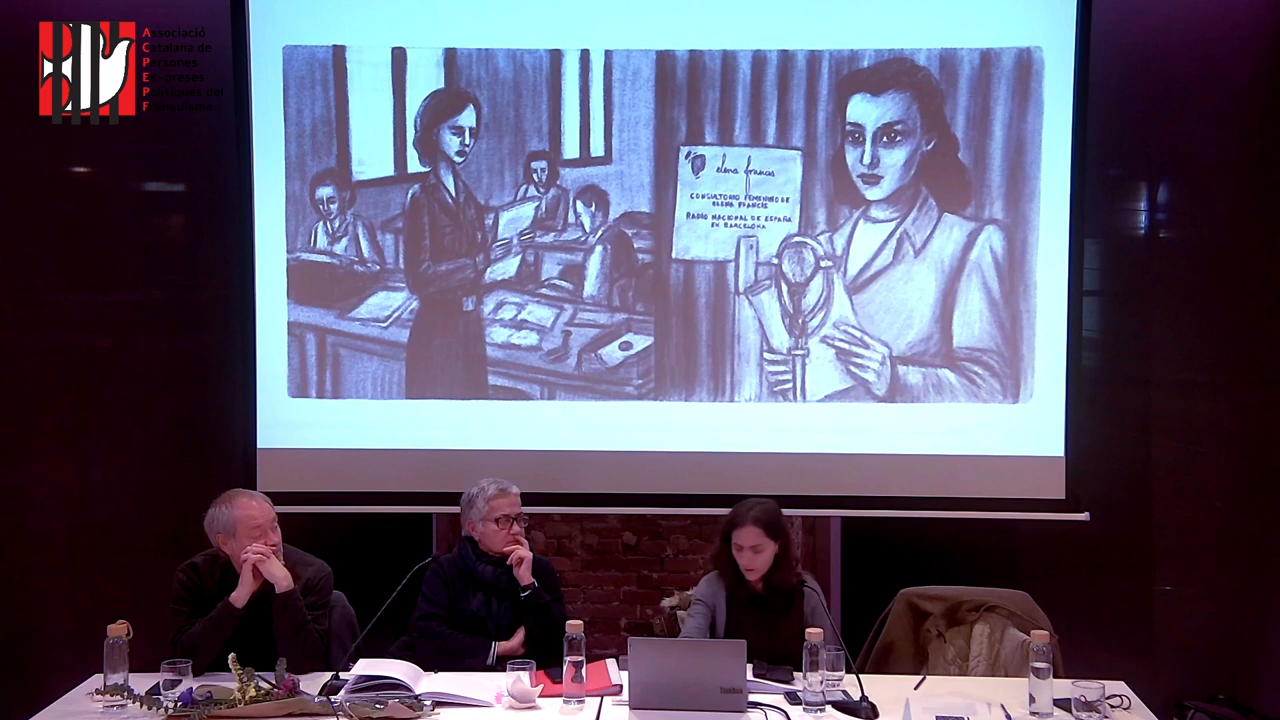 Associació
Catalana de
Persones
Ex-preses
Polítiques del
Franquisme
elena francis
CONSULTORIO FEMENINO DE
ELENA FRANCIS
RADIO NACIONAL DE ESPAÑA
EN BARCELONA
ThinkBook